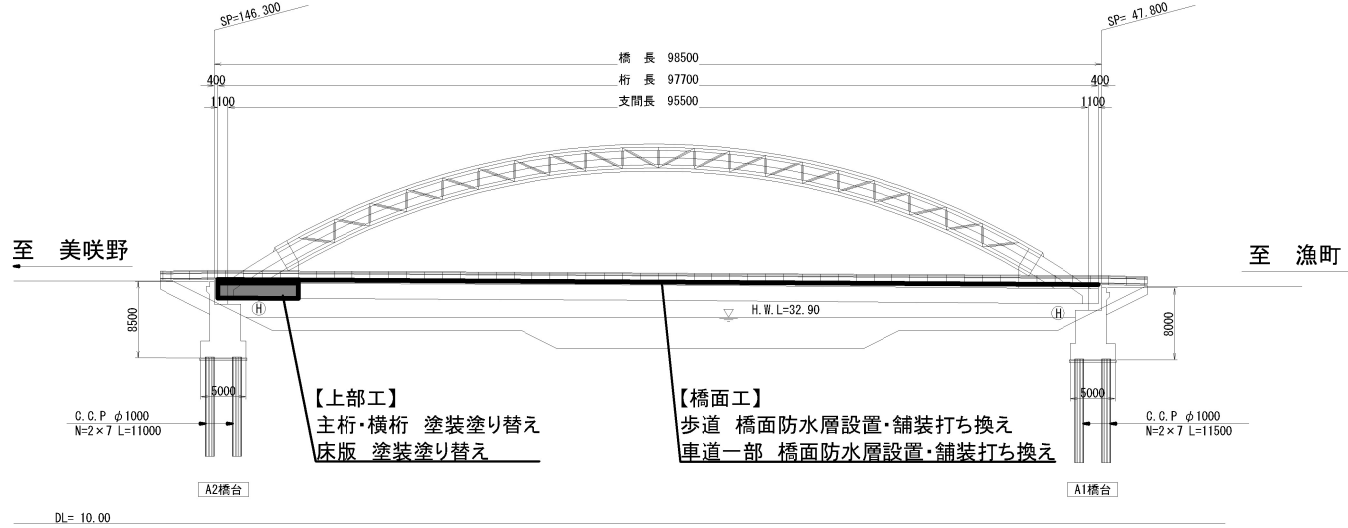 SP=146.300
SP= 47.800
橋 長 98500
400 桁 長 97700 400
1100 支間長 95500 1100
至 美咲野
至 漁町
H
H.W.L=32.90
H
8500
8000
5000
5000
【上部工】
主桁・横桁 塗装塗り替え
床版 塗装塗り替え
【橋面工】
歩道 橋面防水層設置・舗装打ち換え
車道一部 橋面防水層設置・舗装打ち換え
C.C.P φ1000
N=2×7 L=11000
C.C.P φ1000
N=2×7 L=11500
A2橋台
A1橋台
DL= 10.00